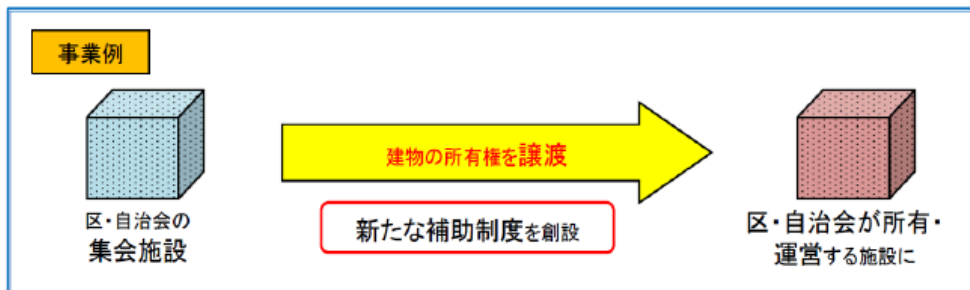 事業例
建物の所有権を譲渡
区・自治会の
集会施設
新たな補助制度を創設
区・自治会が所有・
運営する施設に